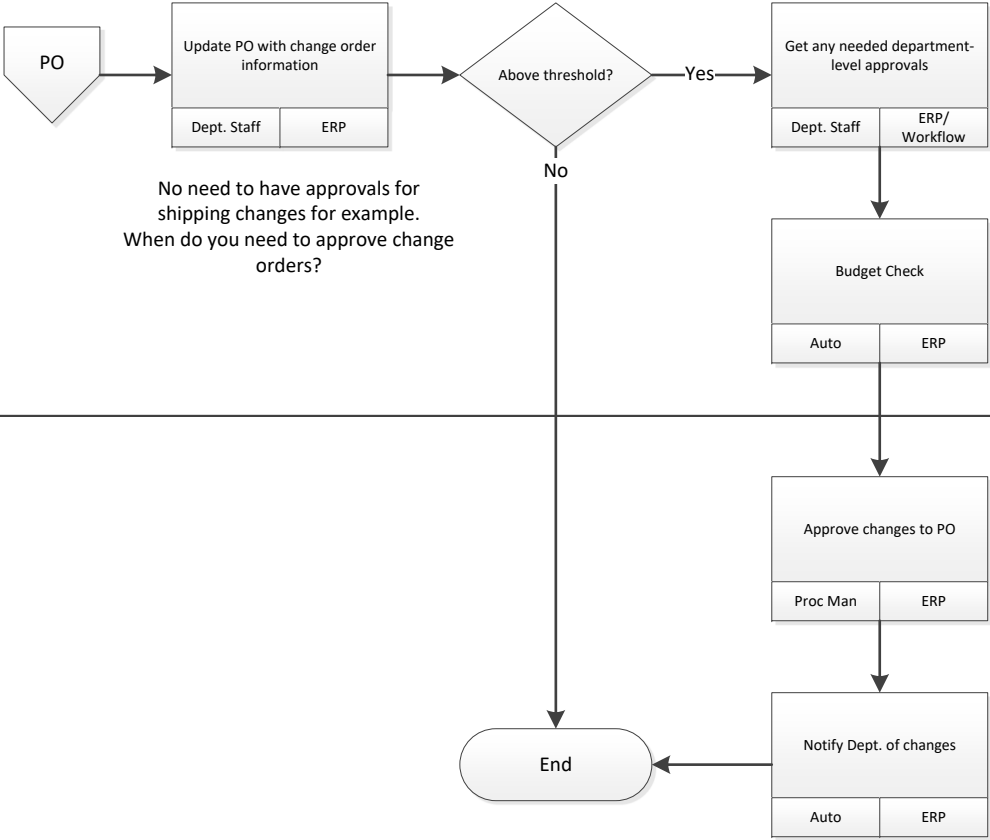 PO
Update PO with change order
information
Dept. Staff
ERP
Above threshold?
Yes
Get any needed department-
level approvals
Dept. Staff
ERP/
Workflow
No
No need to have approvals for
shipping changes for example.
When do you need to approve change
orders?
Budget Check
Auto
ERP
Approve changes to PO
Proc Man
ERP
Notify Dept. of changes
Auto
ERP
End